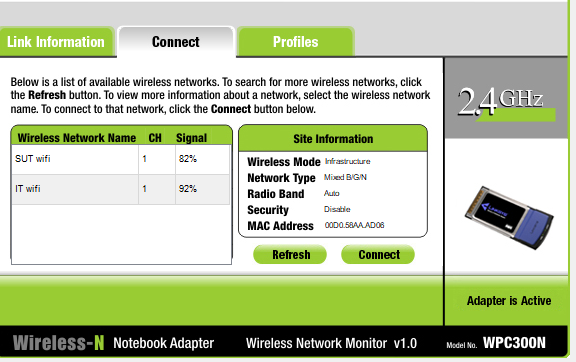 Link Information
Connect
Profiles
Below is a list of available wireless networks. To search for more wireless networks, click
the Refresh button. To view more information about a network, select the wireless network
name. To connect to that network, click the Connect button below.
2.4GHz
Wireless Network Name CH Signal
SUT wifi 1 82%
IT wifi 1 92%
Site Information
Wireless Mode Infrastructure
Network Type Mixed B/G/N
Radio Band Auto
Security Disable
MAC Address 00D0.58AA.AD06
Refresh
Connect
Adapter is Active
Wireless-N Notebook Adapter Wireless Network Monitor v1.0 Model No. WPC300N